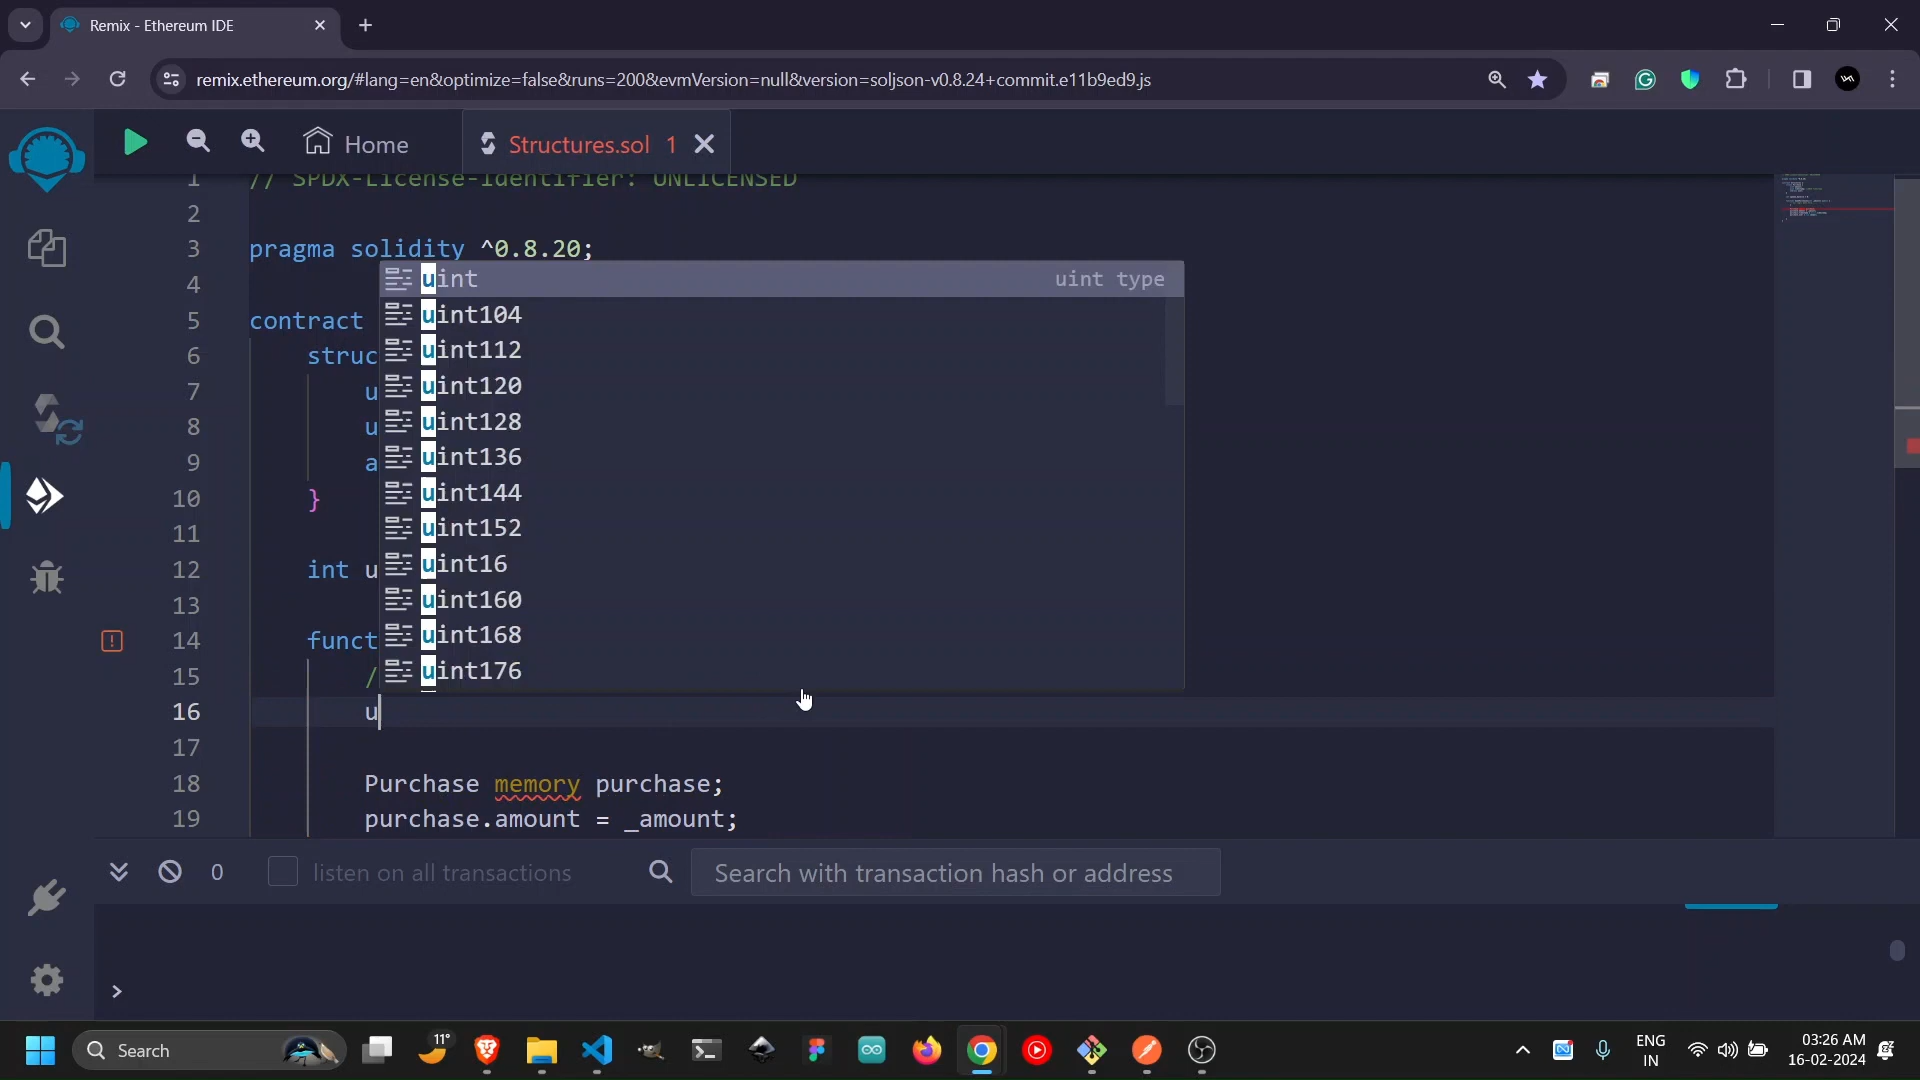 Remix - Ethereum IDE
remix.ethereum.org/#lang=en&optimize=false&runs=200&evmVersion=null&version=soljson-v0.8.24+commit.e11b9ed9.js
Home
Structures.sol 1
1 // SPDX-License-Identifier: UNLICENSED
2
3 pragma solidity ^0.8.20;
4
uint uint type
5 contract
uint104
uint112
6 struc
7 u
uint120
8 u
uint128
9 a
uint136
10 }
uint144
11
uint152
12 int u
uint16
13
uint160
14 funct
uint168
15 /
uint176
16 u
17
18 Purchase memory purchase;
19 purchase.amount = _amount;
0 listen on all transactions Search with transaction hash or address
>
Search
11°
ENG
IN
03:26 AM
16-02-2024